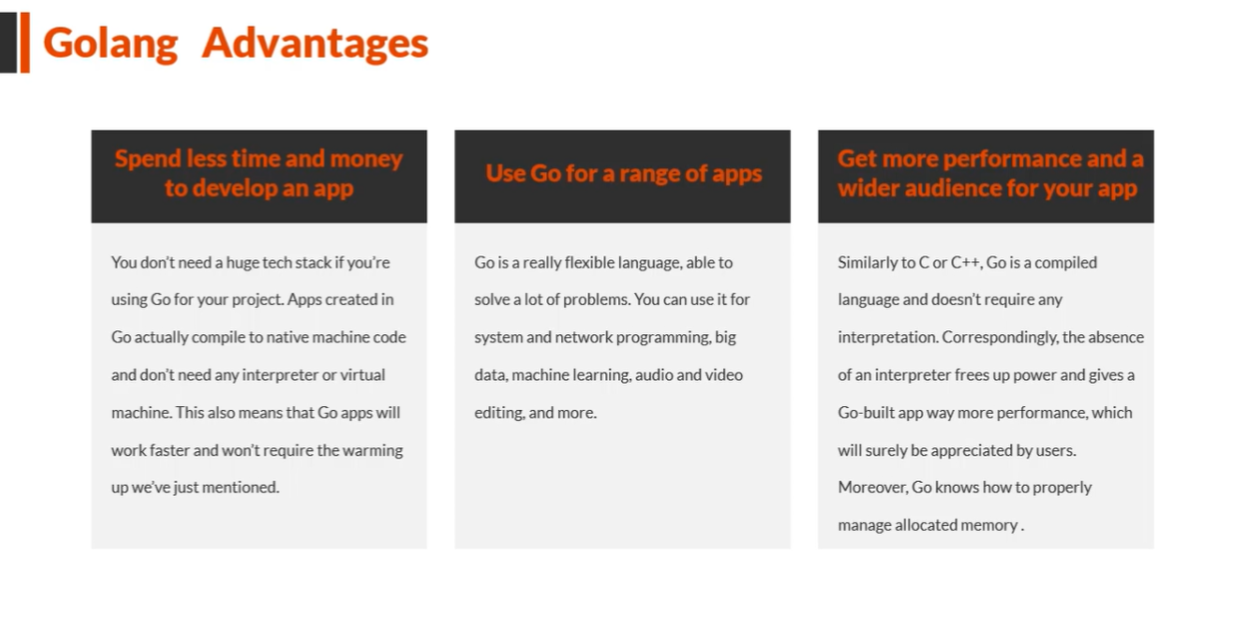 Golang Advantages
Spend less time and money
to develop an app
You don't need a huge tech stack if you're
using Go for your project. Apps created in
Go actually compile to native machine code
and don't need any interpreter or virtual
machine. This also means that Go apps will
work faster and won't require the warming
up we've just mentioned.
Use Go for a range of apps
Go is a really flexible language, able to
solve a lot of problems. You can use it for
system and network programming, big
data, machine learning, audio and video
editing, and more.
Get more performance and a
wider audience for your app
Similarly to C or C++, Go is a compiled
language and doesn't require any
interpretation. Correspondingly, the absence
of an interpreter frees up power and gives a
Go-built app way more performance, which
will surely be appreciated by users.
Moreover, Go knows how to properly
manage allocated memory .